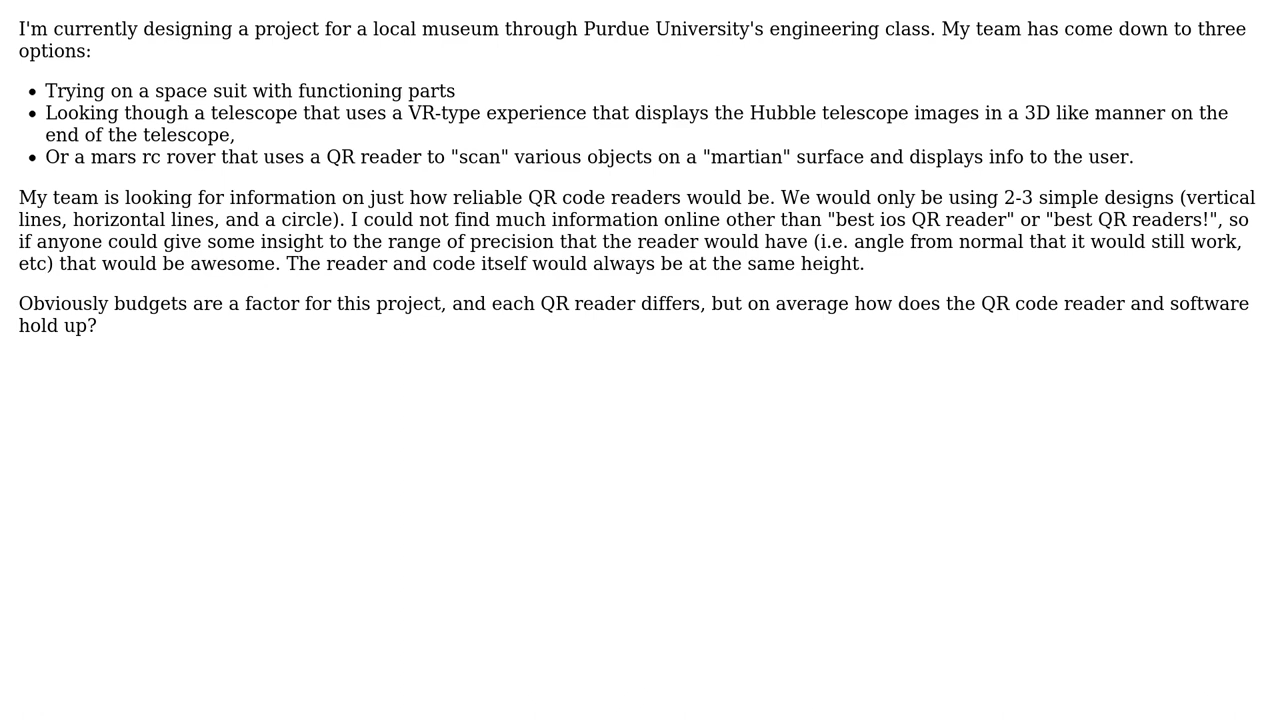 I'm currently designing a project for a local museum through Purdue University's engineering class. My team has come down to three
options:
• Trying on a space suit with functioning parts
• Looking though a telescope that uses a VR-type experience that displays the Hubble telescope images in a 3D like manner on the
end of the telescope,
• Or a mars rc rover that uses a QR reader to "scan" various objects on a "martian" surface and displays info to the user.
My team is looking for information on just how reliable QR code readers would be. We would only be using 2-3 simple designs (vertical
lines, horizontal lines, and a circle). I could not find much information online other than "best ios QR reader" or "best QR readers!", so
if anyone could give some insight to the range of precision that the reader would have (i.e. angle from normal that it would still work,
etc) that would be awesome. The reader and code itself would always be at the same height.
Obviously budgets are a factor for this project, and each QR reader differs, but on average how does the QR code reader and software
hold up?